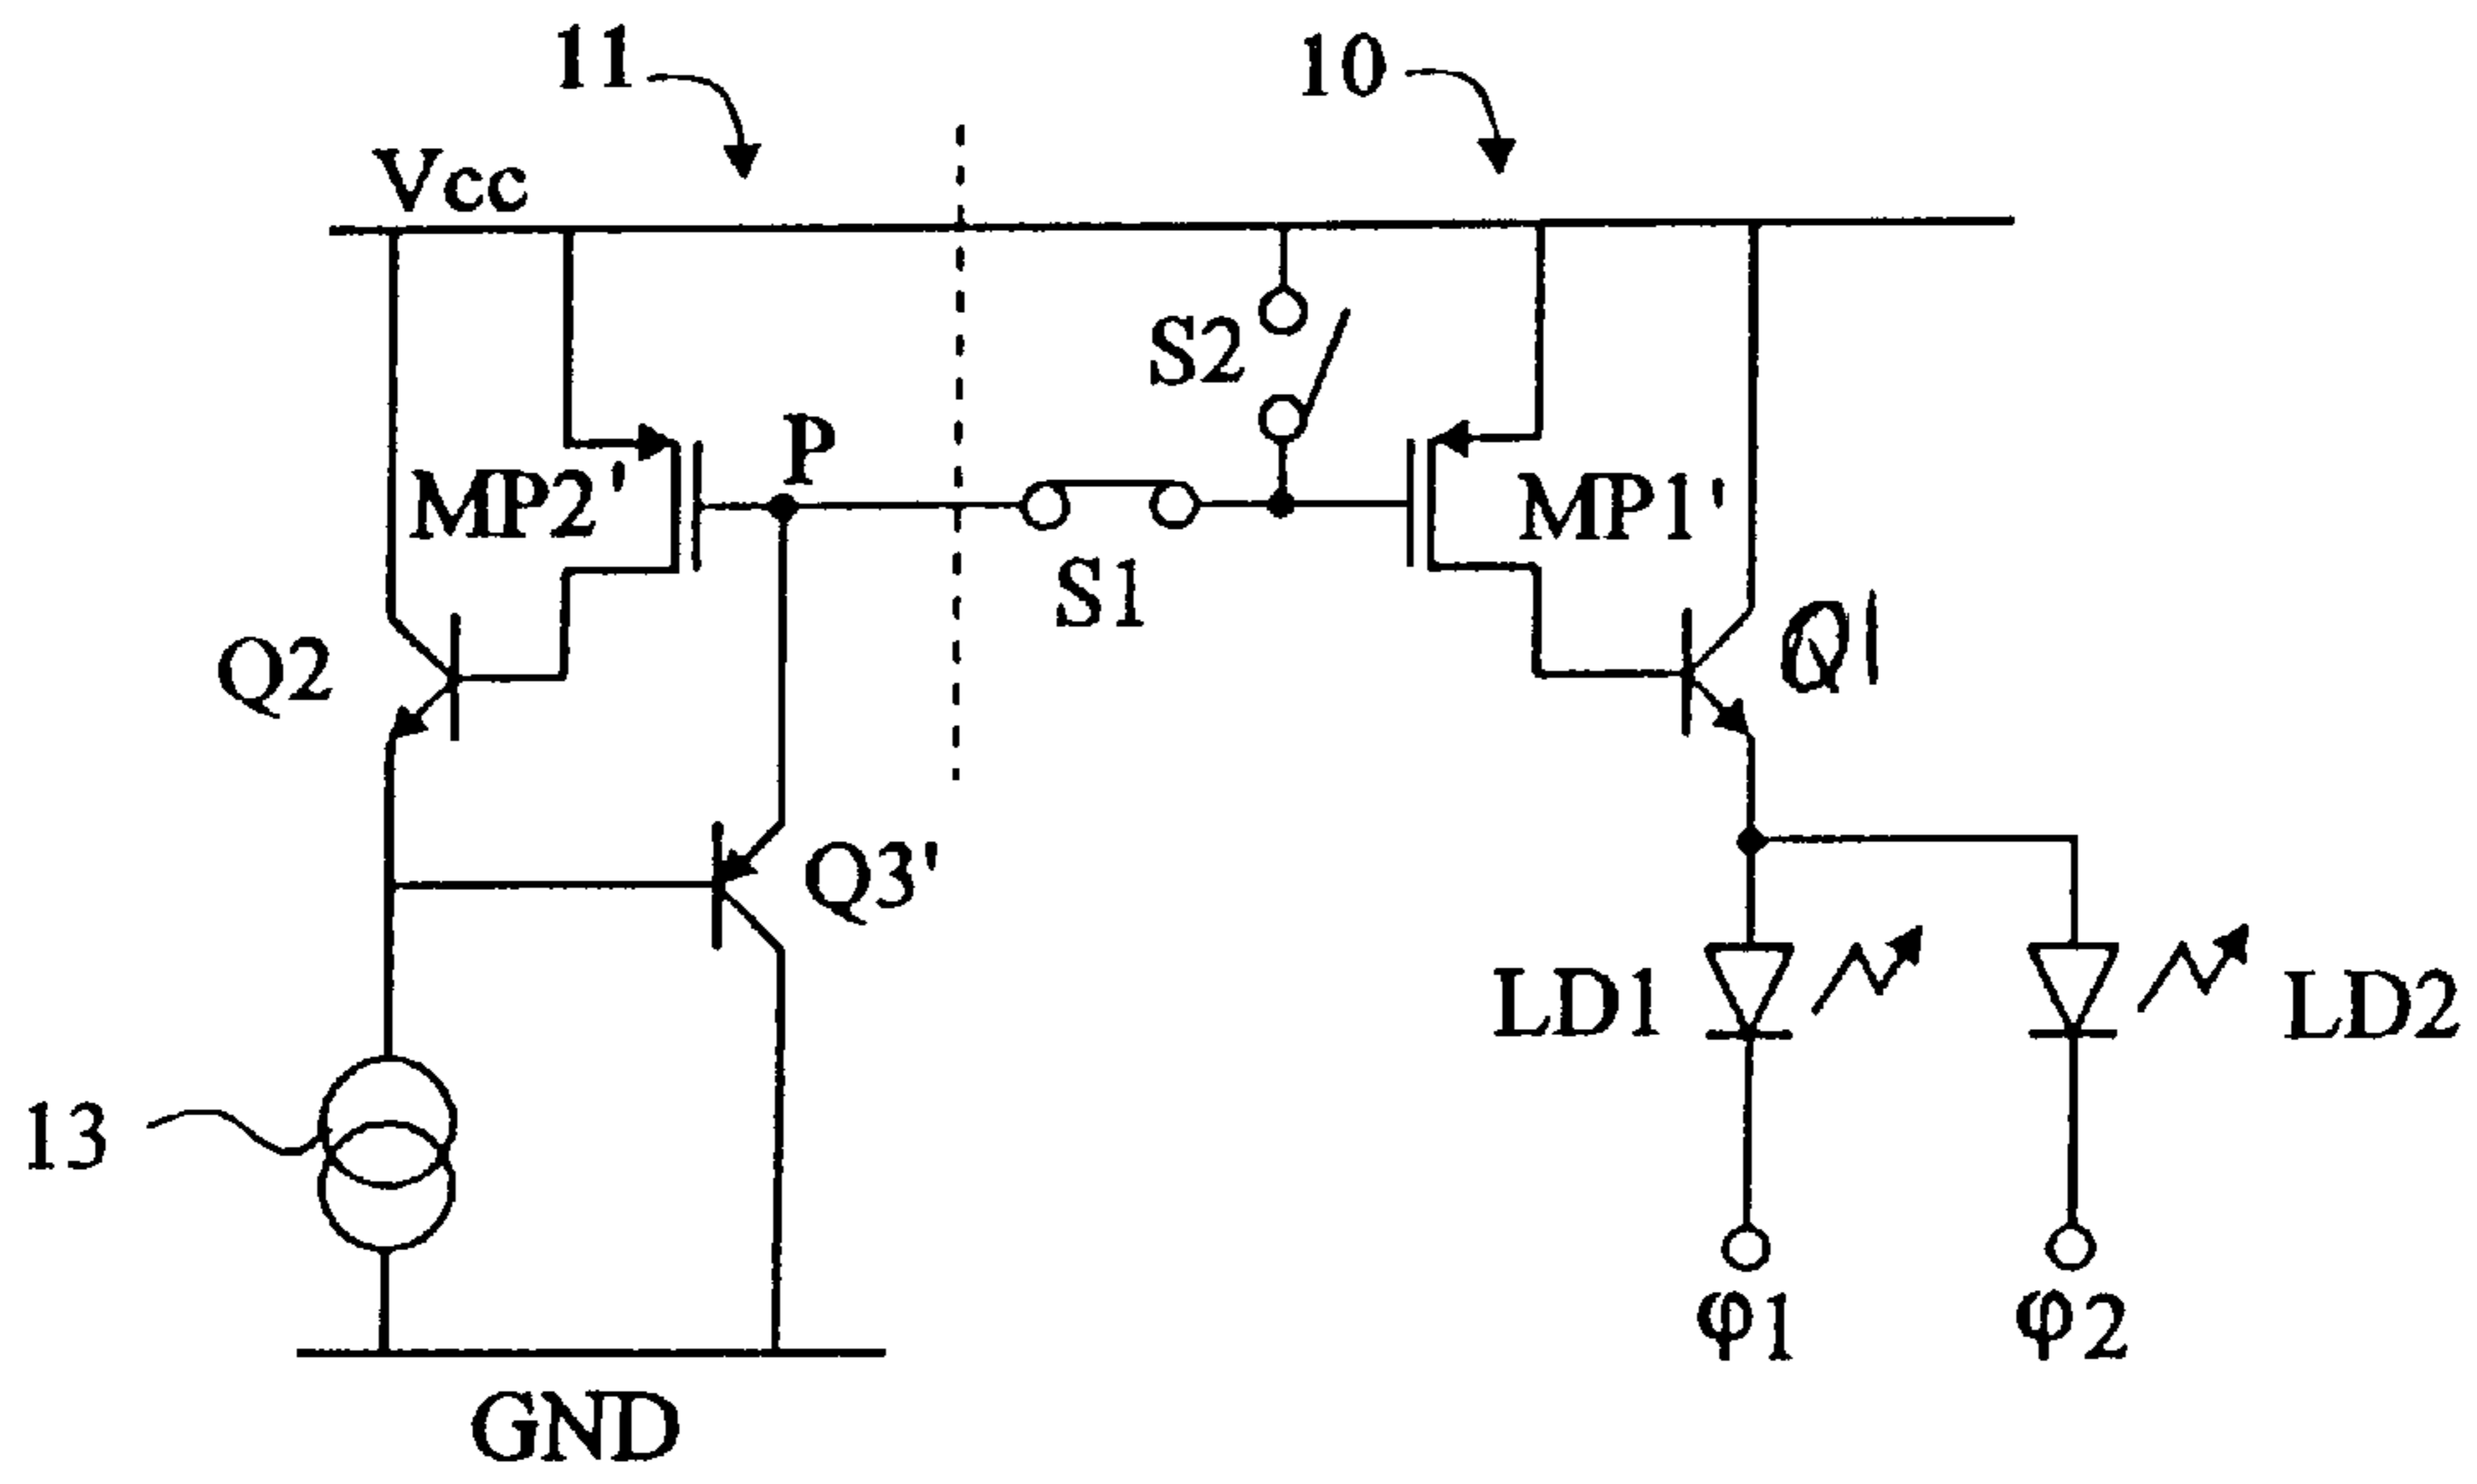 11
10
Vcc
S2
P
MP2'
MP1'
S1
Q2
Q1
Q3'
LD1
LD2
13
φ1
φ2
GND